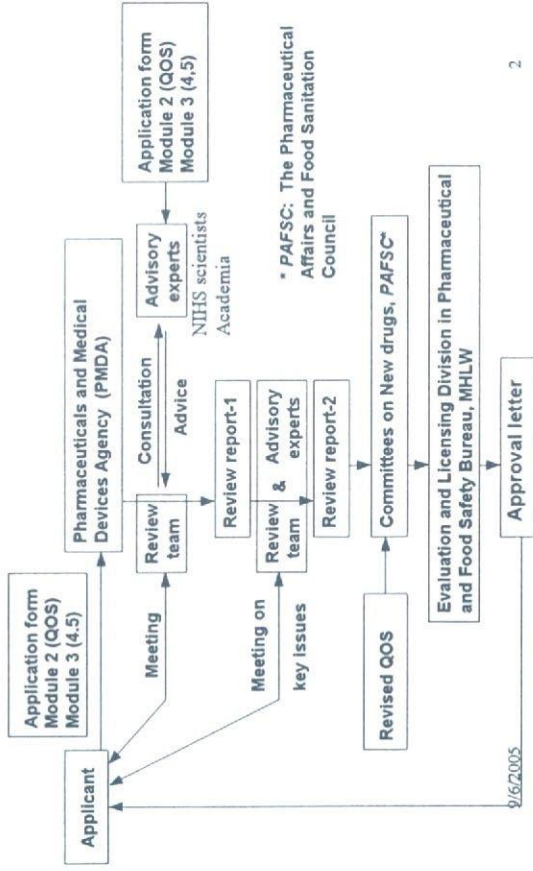 Application form
Module 2 (QOS)
Module 3 (4.5)
Applicant
Pharmaceuticals and Medical
Devices Agency (PMDA)
Application form
Module 2 (QOS)
Module 3 (4,5)
Meeting
Review
team
Consultation
Advice
Advisory
experts
NIHS scientists
Academia
Review report-1
Meeting on
key issues
Review
team
&
Advisory
experts
Review report-2
* PAFSC: The Pharmaceutical
Affairs and Food Sanitation
Council
Revised QOS
Committees on New drugs, PAFSC*
Evaluation and Licensing Division in Pharmaceutical
and Food Safety Bureau, MHLW
Approval letter
9/6/2005
2